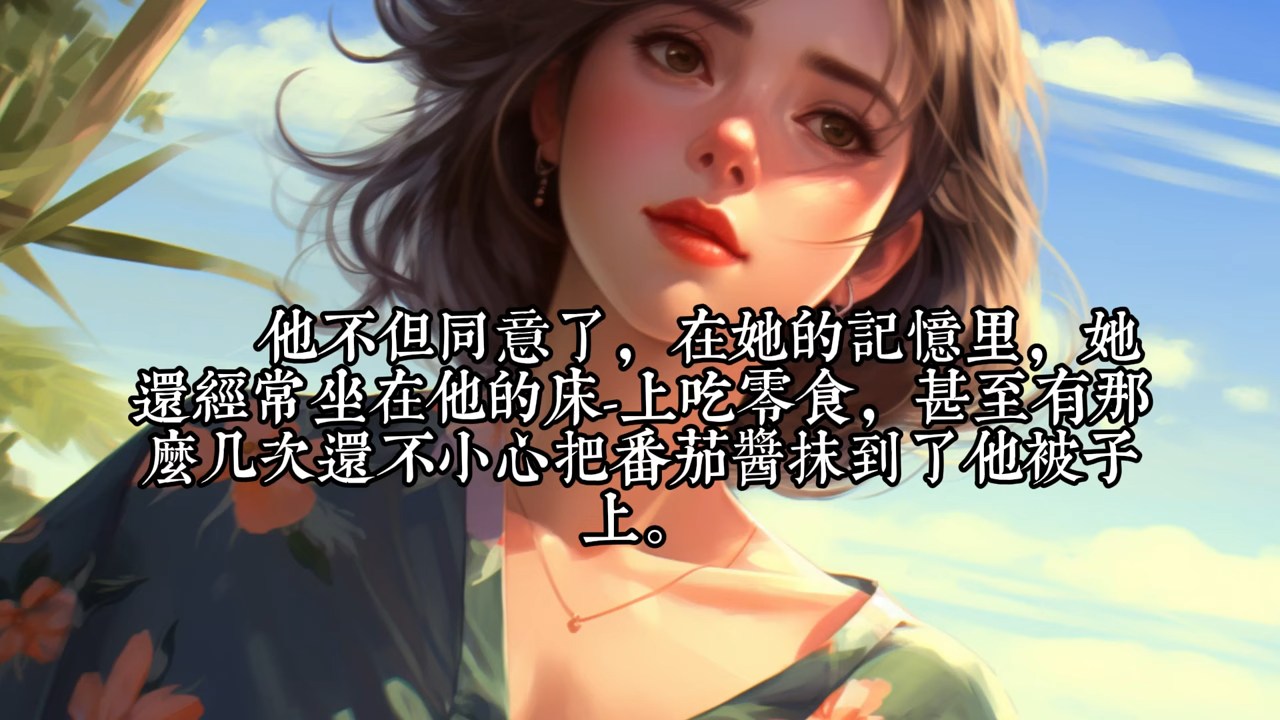 他不但同意了，在她的記憶里，她
還經常坐在他的床-上吃零食，甚至有那
麼几次還不小心把番茄醬抹到了他被子
上。